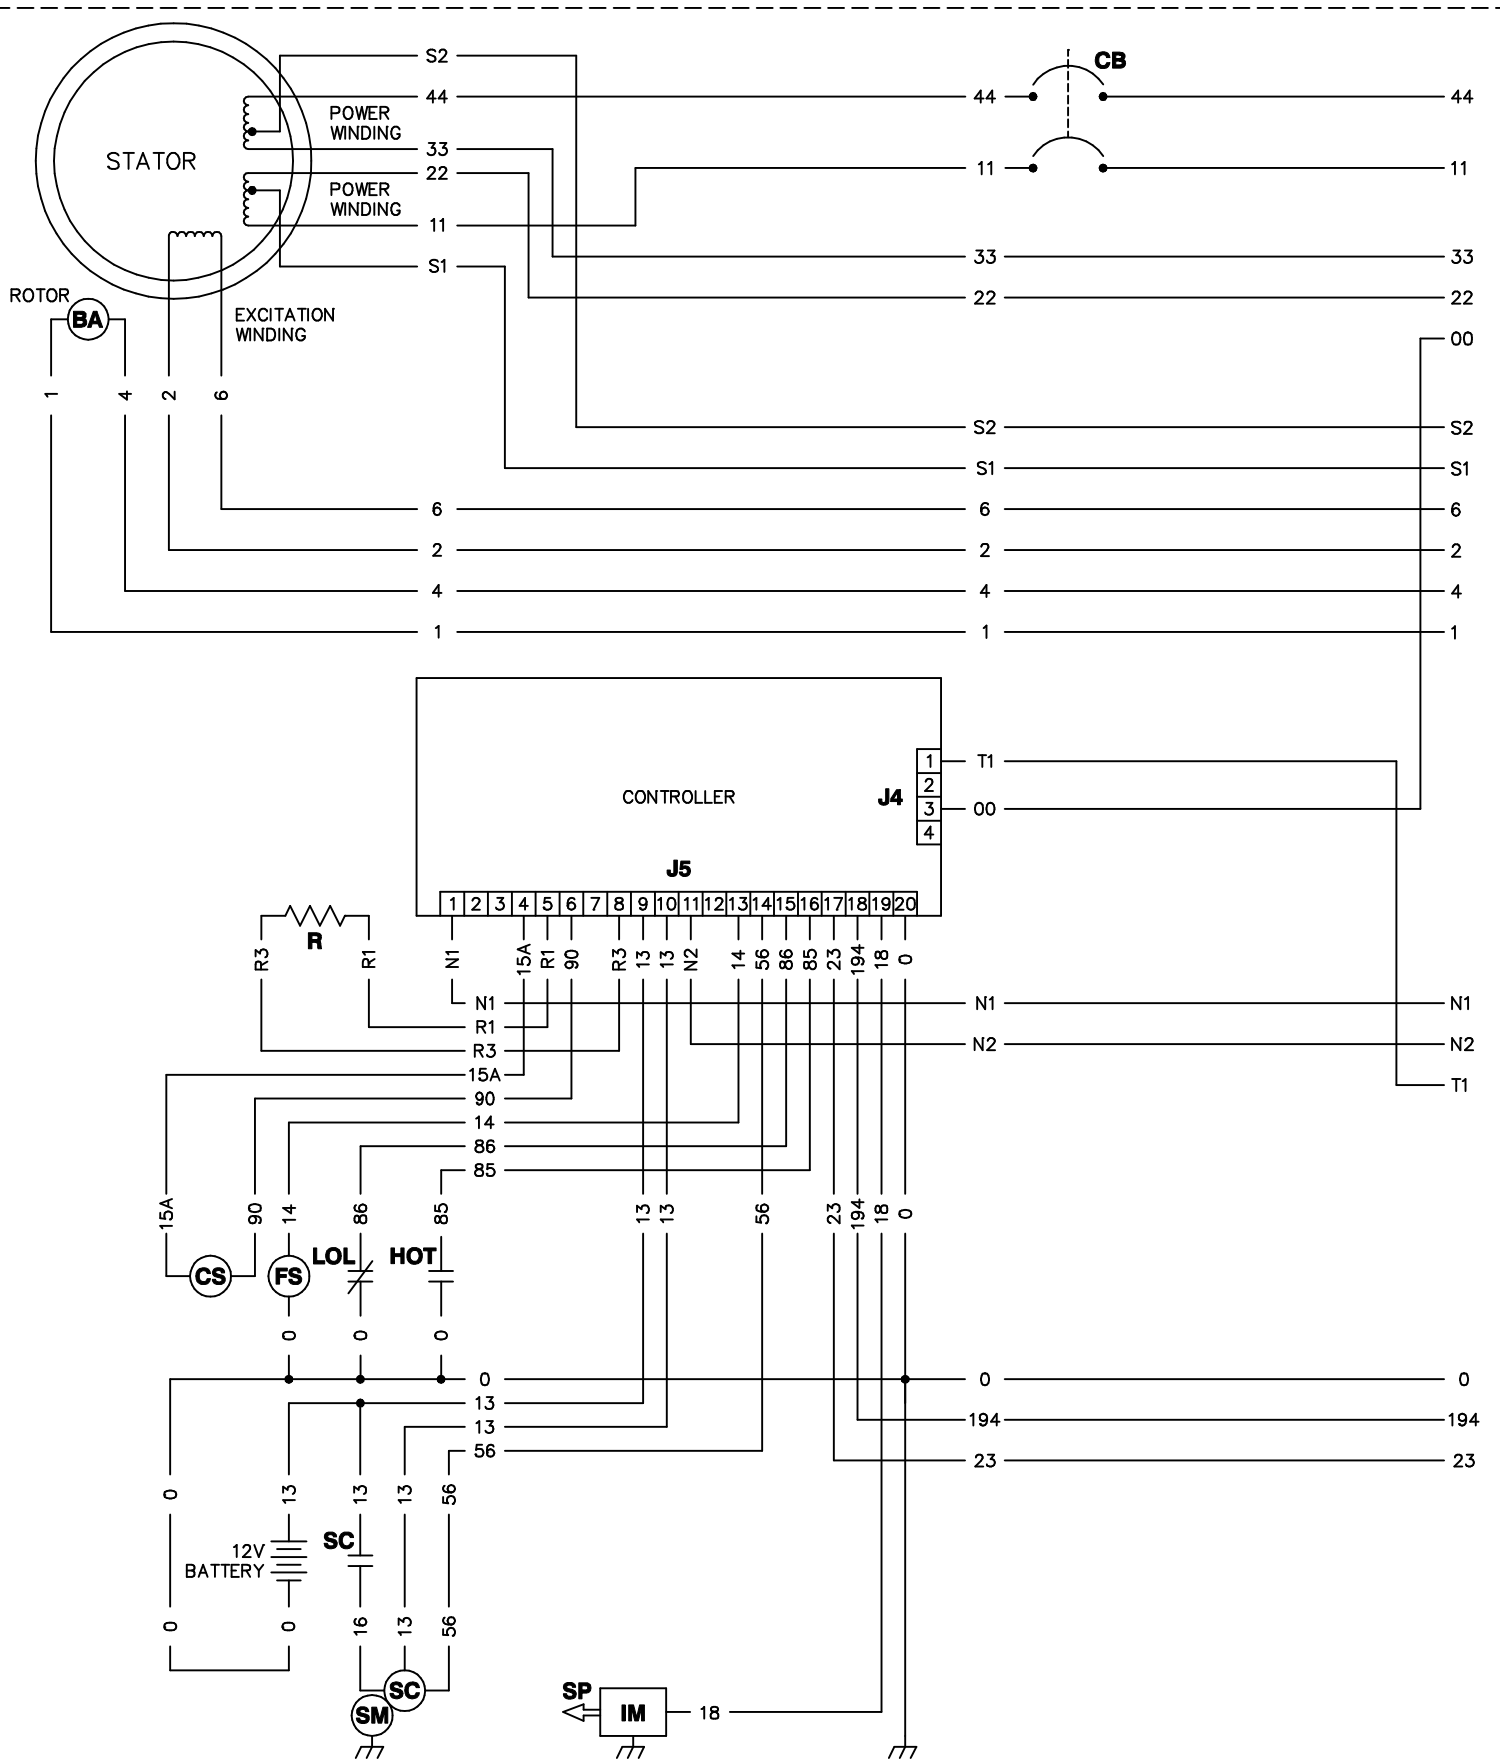 S2
44 44 CB 44
POWER
WINDING
STATOR
33
22 11 11
POWER
WINDING
11
33 33
S1
ROTOR
22 22
BA
EXCITATION
WINDING
00
1 4 2 6
S2 S2
S1 S1
6 6 6
2 2 2
4 4 4
1 1 1
1 T1
2
CONTROLLER J4
3 00
4
J5
1 2 3 4 5 6 7 8 9 10 11 12 13 14 15 16 17 18 19 20
R
R3 R1 N1 15A R1 90 R3 13 13 N2 14 56 86 85 23 194 18 0
N1 N1 N1
R1
N2 N2
R3
15A
T1
90
14
86
85
15A 90 14 86 85 13 13 56 23 194 18 0
LOL HOT
CS FS
0 0 0
0 0 0
13
13 194 194
56
23 23
0 13 13 13 56
SC
12V
BATTERY
0 0 16 13 56
SC SP
SM IM 18